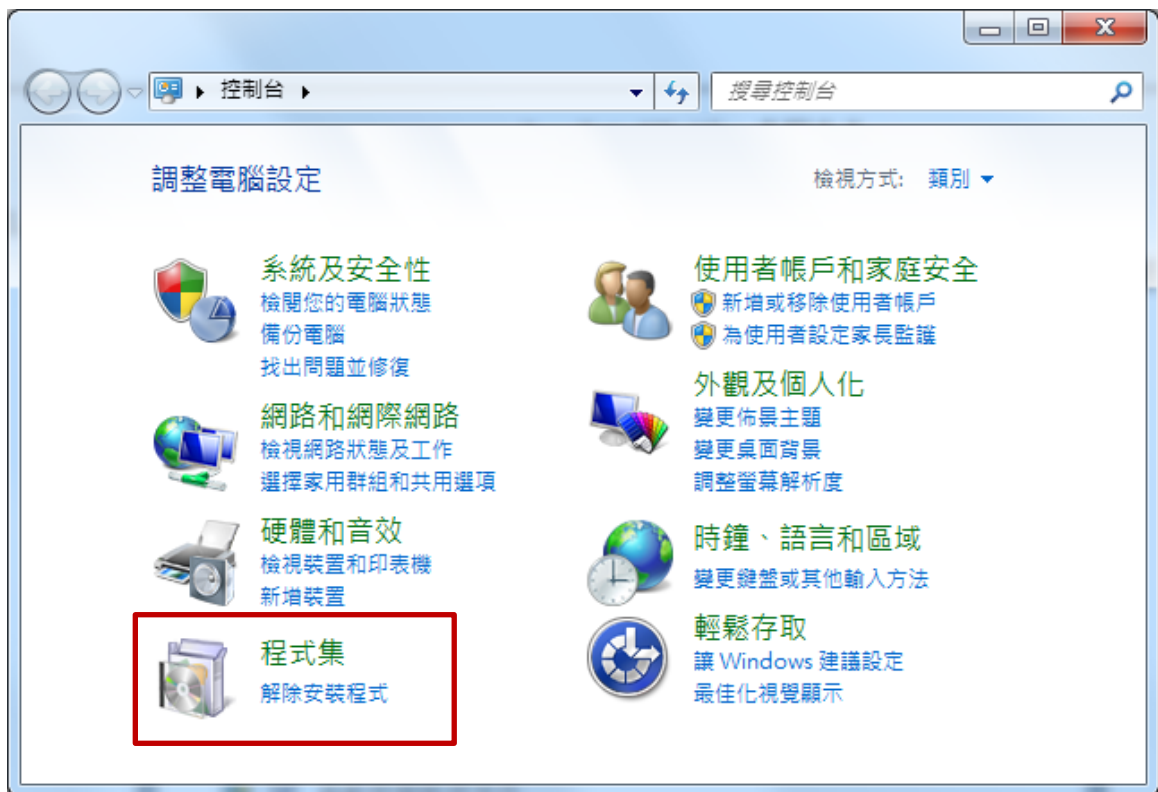 控制台
搜尋控制台
調整電腦設定
檢視方式: 類別
系統及安全性
檢閱您的電腦狀態
備份電腦
找出問題並修復
網路和網際網路
檢視網路狀態及工作
選擇家用群組和共用選項
硬體和音效
檢視裝置和印表機
新增裝置
程式集
解除安裝程式
使用者帳戶和家庭安全
新增或移除使用者帳戶
為使用者設定家長監護
外觀及個人化
變更佈景主題
變更桌面背景
調整螢幕解析度
時鐘、語言和區域
變更鍵盤或其他輸入方法
輕鬆存取
讓 Windows 建議設定
最佳化視覺顯示